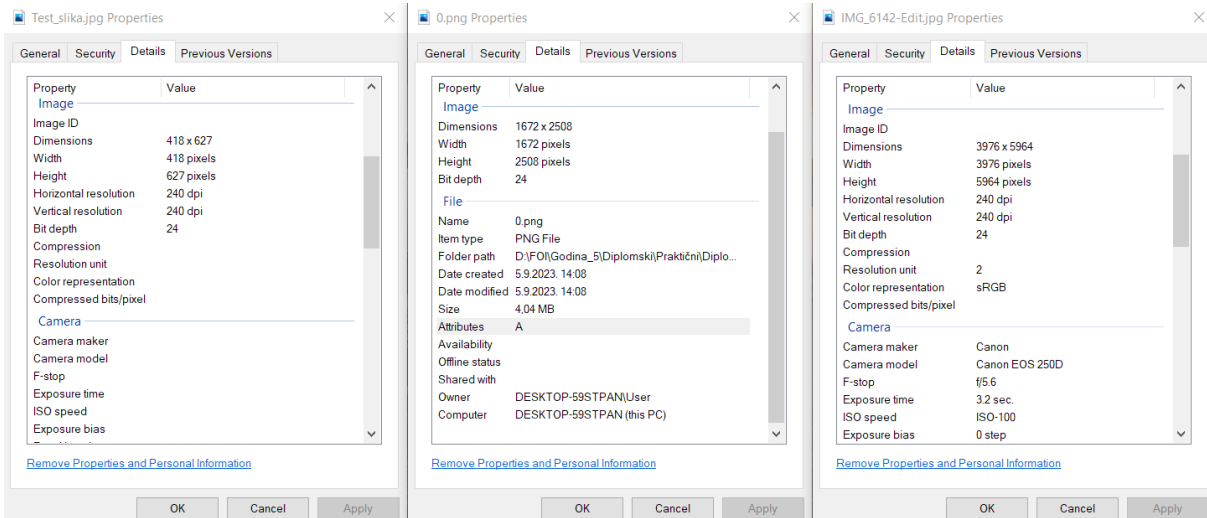 Test_slika.jpg Properties
General Security Details Previous Versions
Property Value
Image
Image ID
Dimensions 418 x 627
Width 418 pixels
Height 627 pixels
Horizontal resolution 240 dpi
Vertical resolution 240 dpi
Bit depth 24
Compression
Resolution unit
Color representation
Compressed bits/pixel
Camera
Camera maker
Camera model
F-stop
Exposure time
ISO speed
Exposure bias
Remove Properties and Personal Information
OK Cancel Apply
0.png Properties
General Security Details Previous Versions
Property Value
Image
Dimensions 1672 x 2508
Width 1672 pixels
Height 2508 pixels
Bit depth 24
File
Name 0.png
Item type PNG File
Folder path D:\FOI\Godina_5\Diplomski\Praktični\Diplo...
Date created 5.9.2023. 14:08
Date modified 5.9.2023. 14:08
Size 4,04 MB
Attributes A
Availability
Offline status
Shared with
Owner DESKTOP-59STPAN\User
Computer DESKTOP-59STPAN (this PC)
Remove Properties and Personal Information
OK Cancel Apply
IMG_6142-Edit.jpg Properties
General Security Details Previous Versions
Property Value
Image
Image ID
Dimensions 3976 x 5964
Width 3976 pixels
Height 5964 pixels
Horizontal resolution 240 dpi
Vertical resolution 240 dpi
Bit depth 24
Compression
Resolution unit 2
Color representation sRGB
Compressed bits/pixel
Camera
Camera maker Canon
Camera model Canon EOS 250D
F-stop f/5.6
Exposure time 3.2 sec.
ISO speed ISO-100
Exposure bias 0 step
Remove Properties and Personal Information
OK Cancel Apply